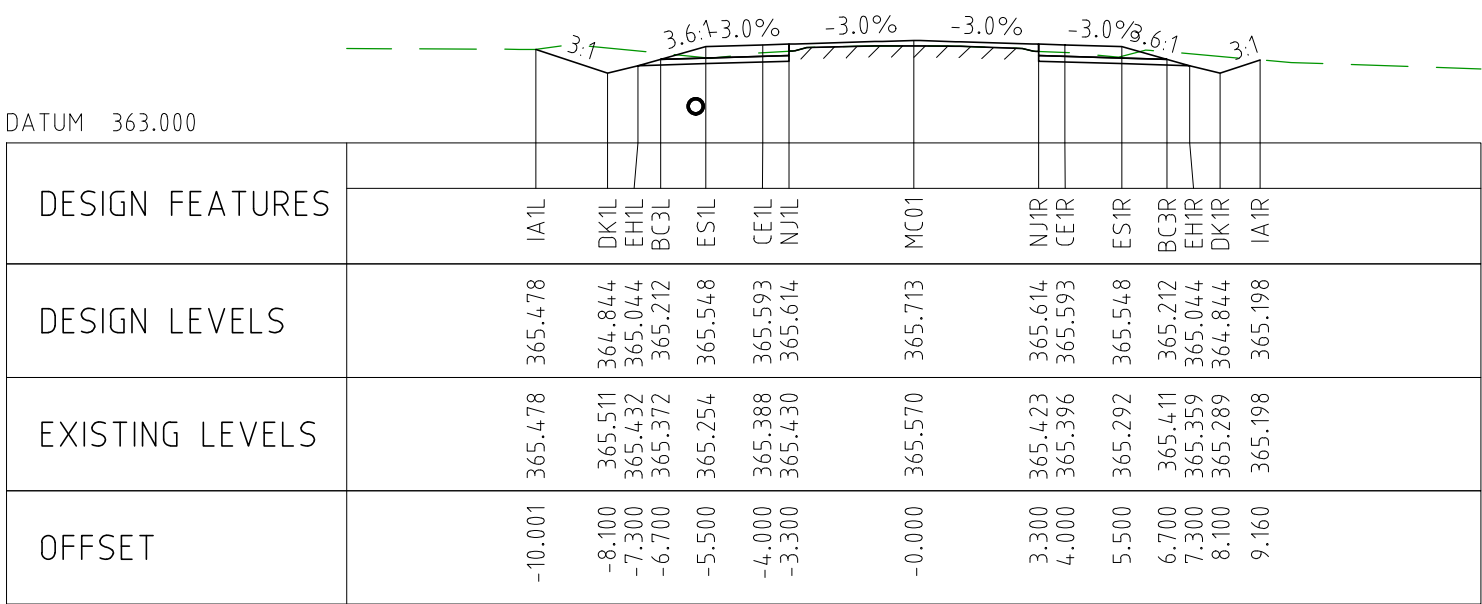 3:1 3.6:1 -3.0% -3.0% -3.0% -3.0% 3.6:1 3:1
DATUM 363.000
DESIGN FEATURES IA1L DK1L EH1L BC3L ES1L CE1L NJ1L MC01 NJ1R CE1R ES1R BC3R EH1R DK1R IA1R
DESIGN LEVELS 365.478 364.844 365.044 365.212 365.548 365.593 365.614 365.713 365.614 365.593 365.548 365.212 365.044 364.844 365.198
EXISTING LEVELS 365.478 365.511 365.432 365.372 365.254 365.388 365.430 365.570 365.423 365.396 365.292 365.411 365.359 365.289 365.198
OFFSET -10.001 -8.100 -7.300 -6.700 -5.500 -4.000 -3.300 -0.000 3.300 4.000 5.500 6.700 7.300 8.100 9.160